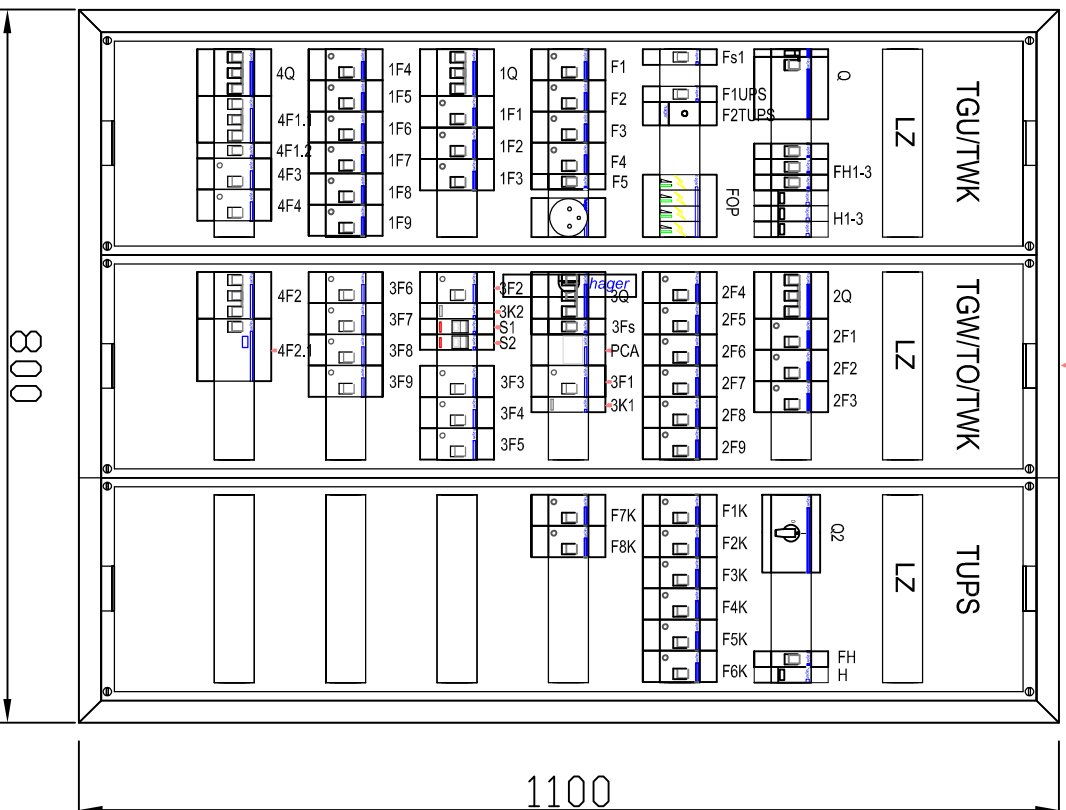 4Q
4F1.1
4F1.2
4F3
4F4
1F4
1F5
1F6
1F7
1F8
1F9
1Q
1F1
1F2
1F3
F1
F2
F3
F4
F5
Fs1
F1UPS
F2TUPS
FOP
Q
FH1-3
H1-3
LZ
TGU/TWK
4F2
4F2.1
3F6
3F7
3F8
3F9
3F2
3K2
S1
S2
3F3
3F4
3F5
hager
3Q
3Fs
PCA
3F1
3K1
2F4
2F5
2F6
2F7
2F8
2F9
2Q
2F1
2F2
2F3
LZ
TGW/TO/TWK
F7K
F8K
F1K
F2K
F3K
F4K
F5K
F6K
Q2
FH
H
LZ
TUPS
800
1100